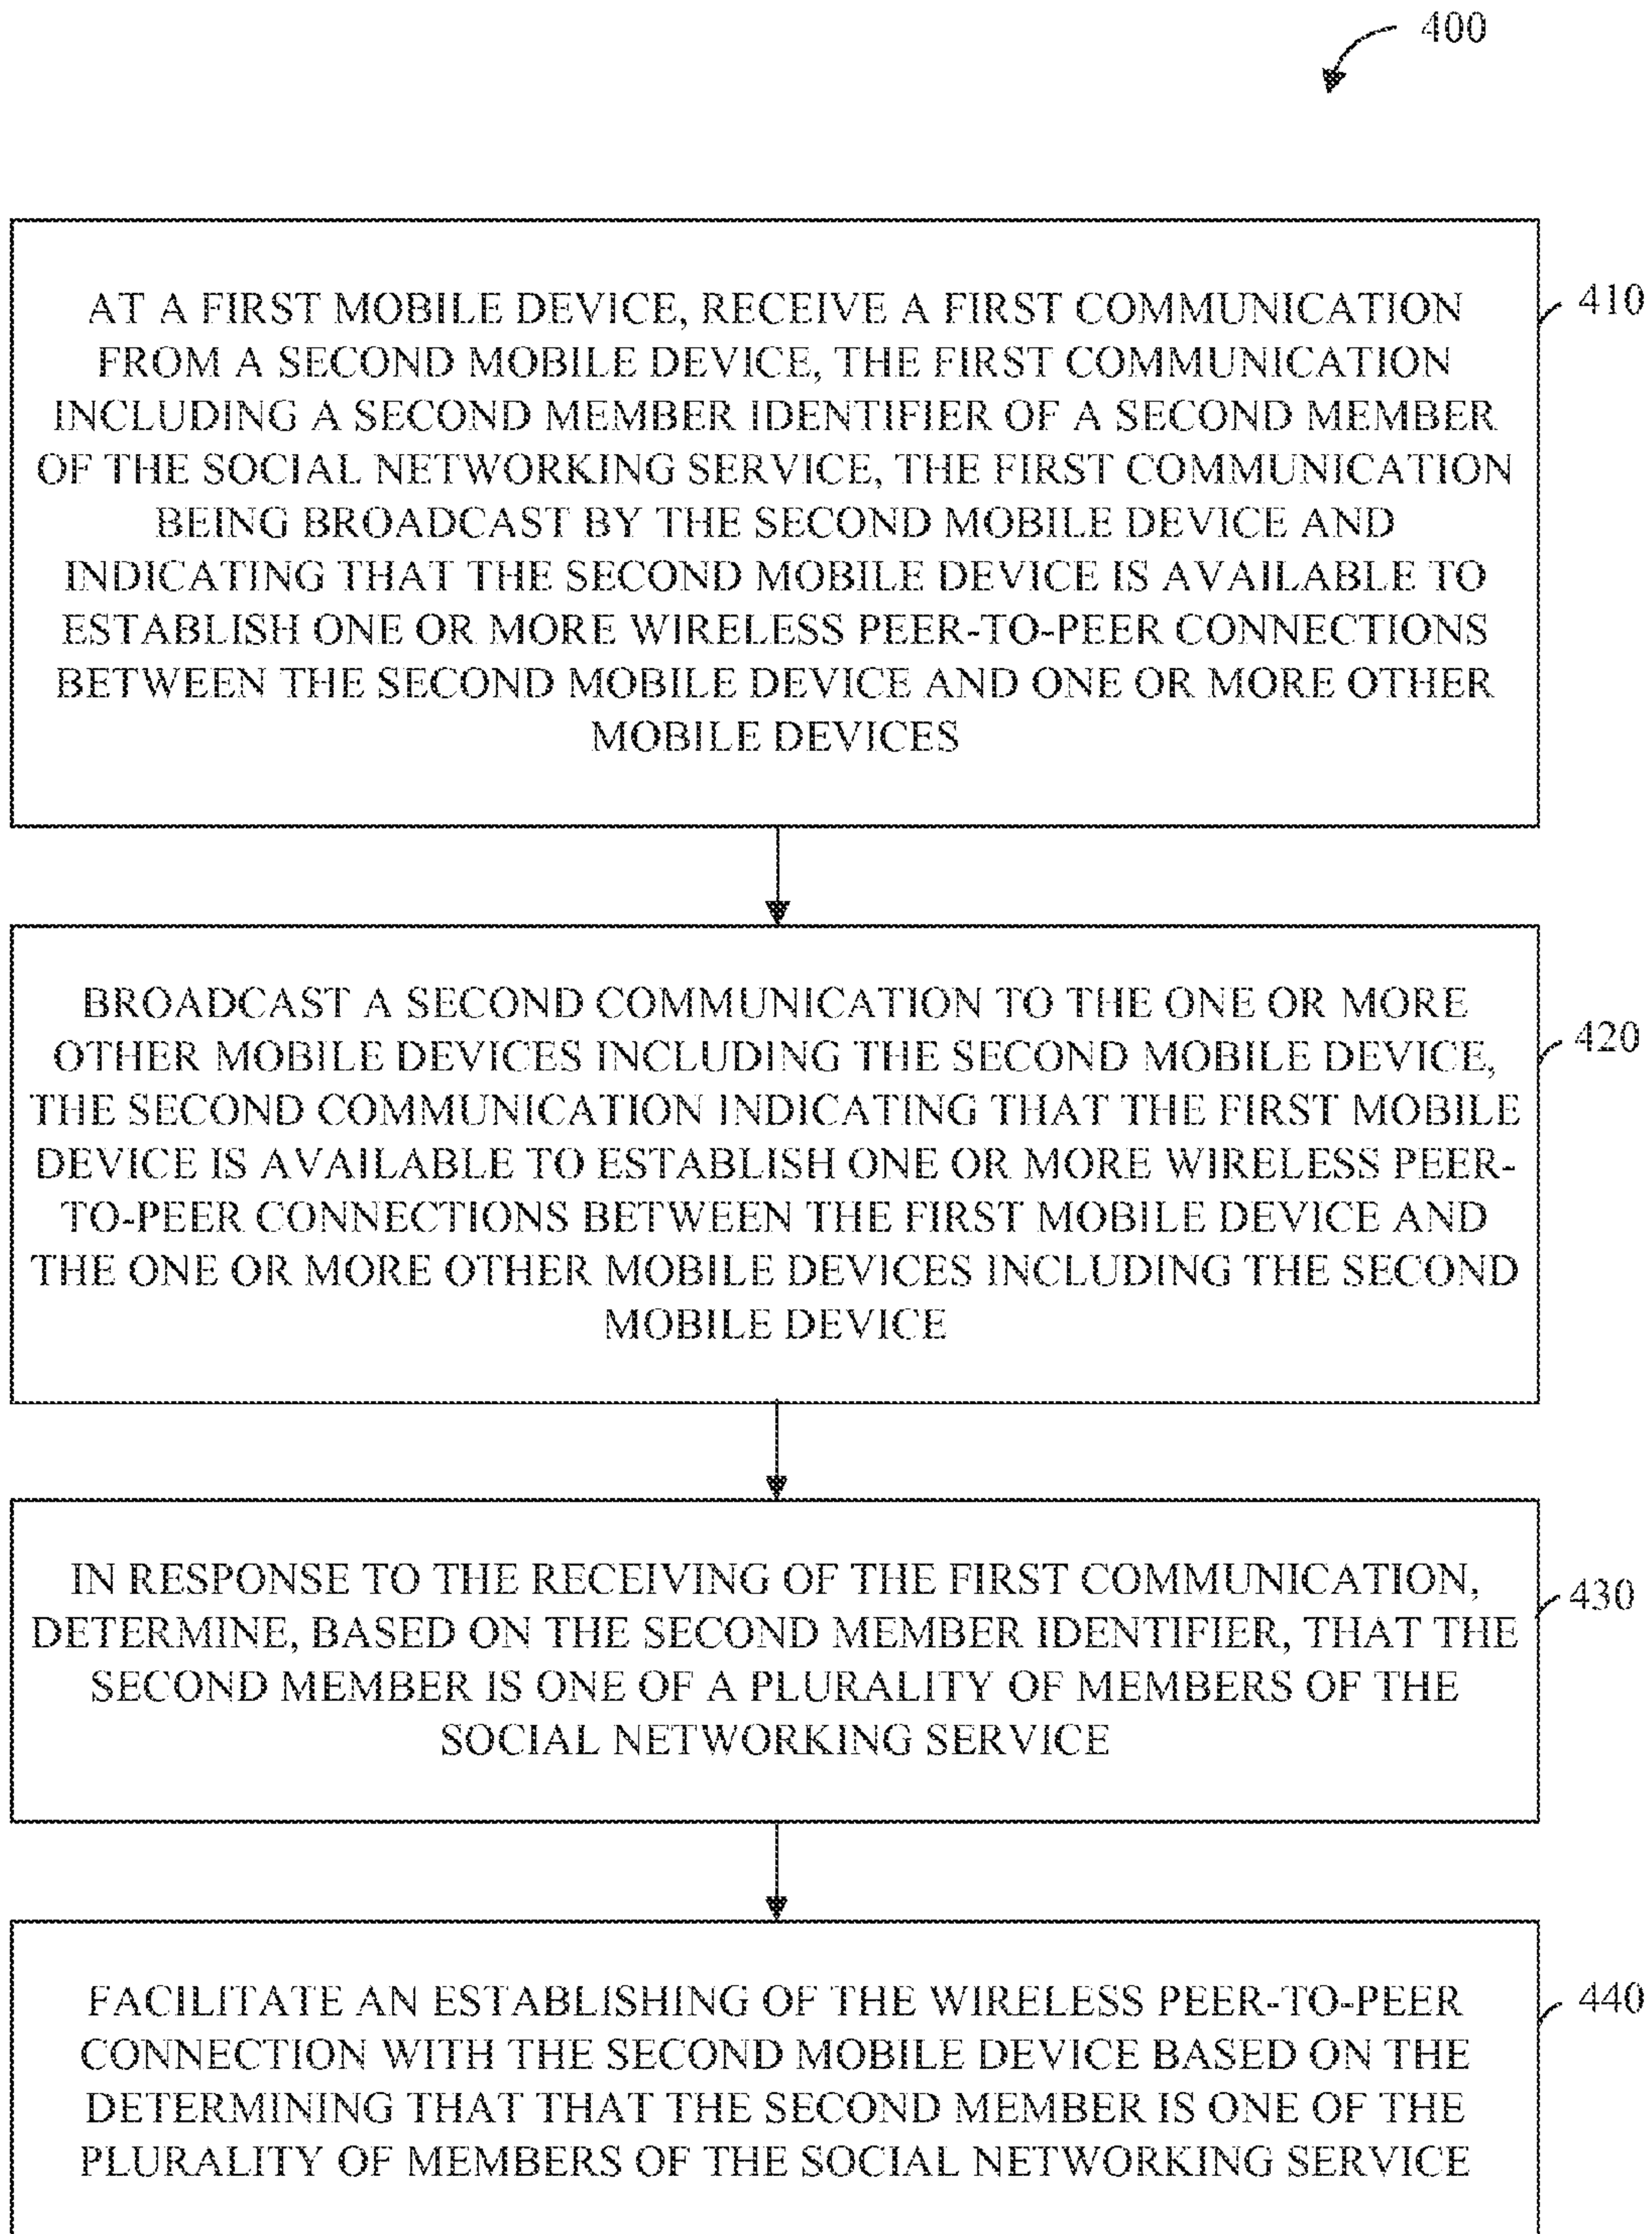 400
AT A FIRST MOBILE DEVICE, RECEIVE A FIRST COMMUNICATION
FROM A SECOND MOBILE DEVICE, THE FIRST COMMUNICATION
INCLUDING A SECOND MEMBER IDENTIFIER OF A SECOND MEMBER
OF THE SOCIAL NETWORKING SERVICE, THE FIRST COMMUNICATION
BEING BROADCAST BY THE SECOND MOBILE DEVICE AND
INDICATING THAT THE SECOND MOBILE DEVICE IS AVAILABLE TO
ESTABLISH ONE OR MORE WIRELESS PEER-TO-PEER CONNECTIONS
BETWEEN THE SECOND MOBILE DEVICE AND ONE OR MORE OTHER
MOBILE DEVICES
410
BROADCAST A SECOND COMMUNICATION TO THE ONE OR MORE
OTHER MOBILE DEVICES INCLUDING THE SECOND MOBILE DEVICE,
THE SECOND COMMUNICATION INDICATING THAT THE FIRST MOBILE
DEVICE IS AVAILABLE TO ESTABLISH ONE OR MORE WIRELESS PEER-
TO-PEER CONNECTIONS BETWEEN THE FIRST MOBILE DEVICE AND
THE ONE OR MORE OTHER MOBILE DEVICES INCLUDING THE SECOND
MOBILE DEVICE
420
IN RESPONSE TO THE RECEIVING OF THE FIRST COMMUNICATION,
DETERMINE, BASED ON THE SECOND MEMBER IDENTIFIER, THAT THE
SECOND MEMBER IS ONE OF A PLURALITY OF MEMBERS OF THE
SOCIAL NETWORKING SERVICE
430
FACILITATE AN ESTABLISHING OF THE WIRELESS PEER-TO-PEER
CONNECTION WITH THE SECOND MOBILE DEVICE BASED ON THE
DETERMINING THAT THAT THE SECOND MEMBER IS ONE OF THE
PLURALITY OF MEMBERS OF THE SOCIAL NETWORKING SERVICE
440